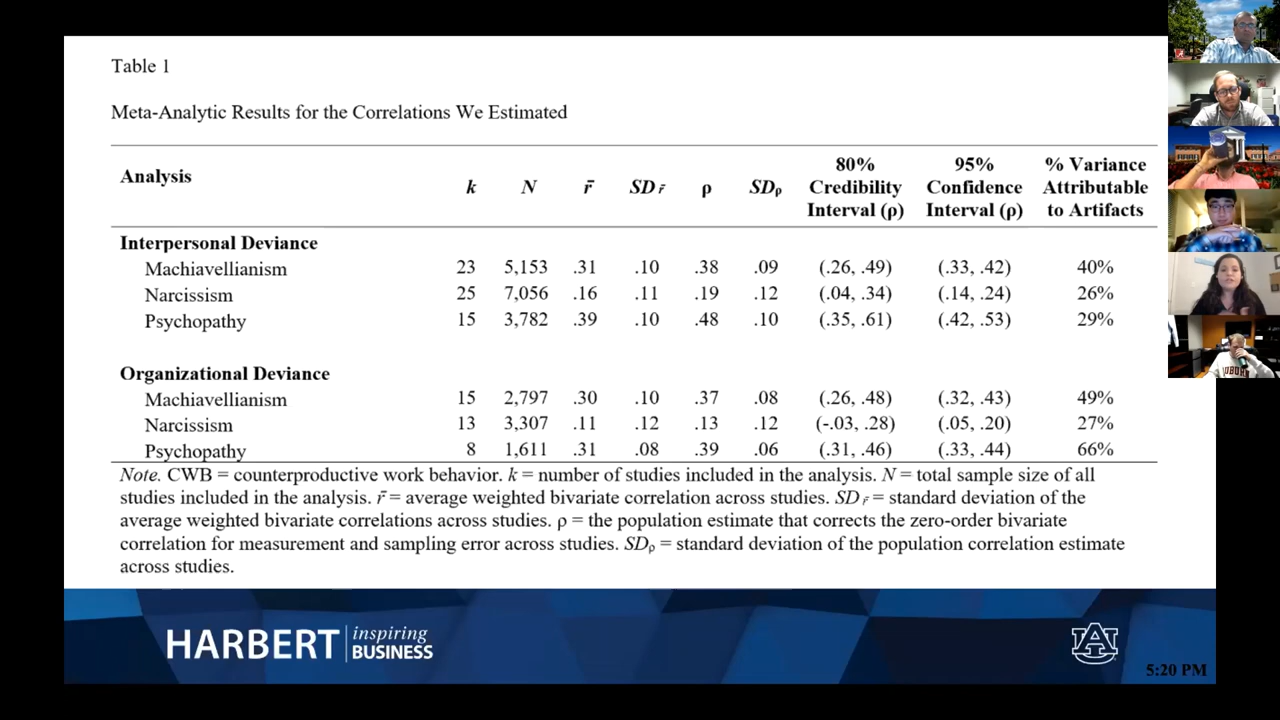 Table 1
Meta-Analytic Results for the Correlations We Estimated
Analysis k N r̄ SD r̄ ρ SDρ 80% Credibility Interval (ρ) 95% Confidence Interval (ρ) % Variance Attributable to Artifacts
Interpersonal Deviance
Machiavellianism 23 5,153 .31 .10 .38 .09 (.26, .49) (.33, .42) 40%
Narcissism 25 7,056 .16 .11 .19 .12 (.04, .34) (.14, .24) 26%
Psychopathy 15 3,782 .39 .10 .48 .10 (.35, .61) (.42, .53) 29%
Organizational Deviance
Machiavellianism 15 2,797 .30 .10 .37 .08 (.26, .48) (.32, .43) 49%
Narcissism 13 3,307 .11 .12 .13 .12 (-.03, .28) (.05, .20) 27%
Psychopathy 8 1,611 .31 .08 .39 .06 (.31, .46) (.33, .44) 66%
Note. CWB = counterproductive work behavior. k = number of studies included in the analysis. N = total sample size of all
studies included in the analysis. r̄ = average weighted bivariate correlation across studies. SD r̄ = standard deviation of the
average weighted bivariate correlations across studies. ρ = the population estimate that corrects the zero-order bivariate
correlation for measurement and sampling error across studies. SDρ = standard deviation of the population correlation estimate
across studies.
HARBERT inspiring
BUSINESS
AU
5:20 PM
AUBURN